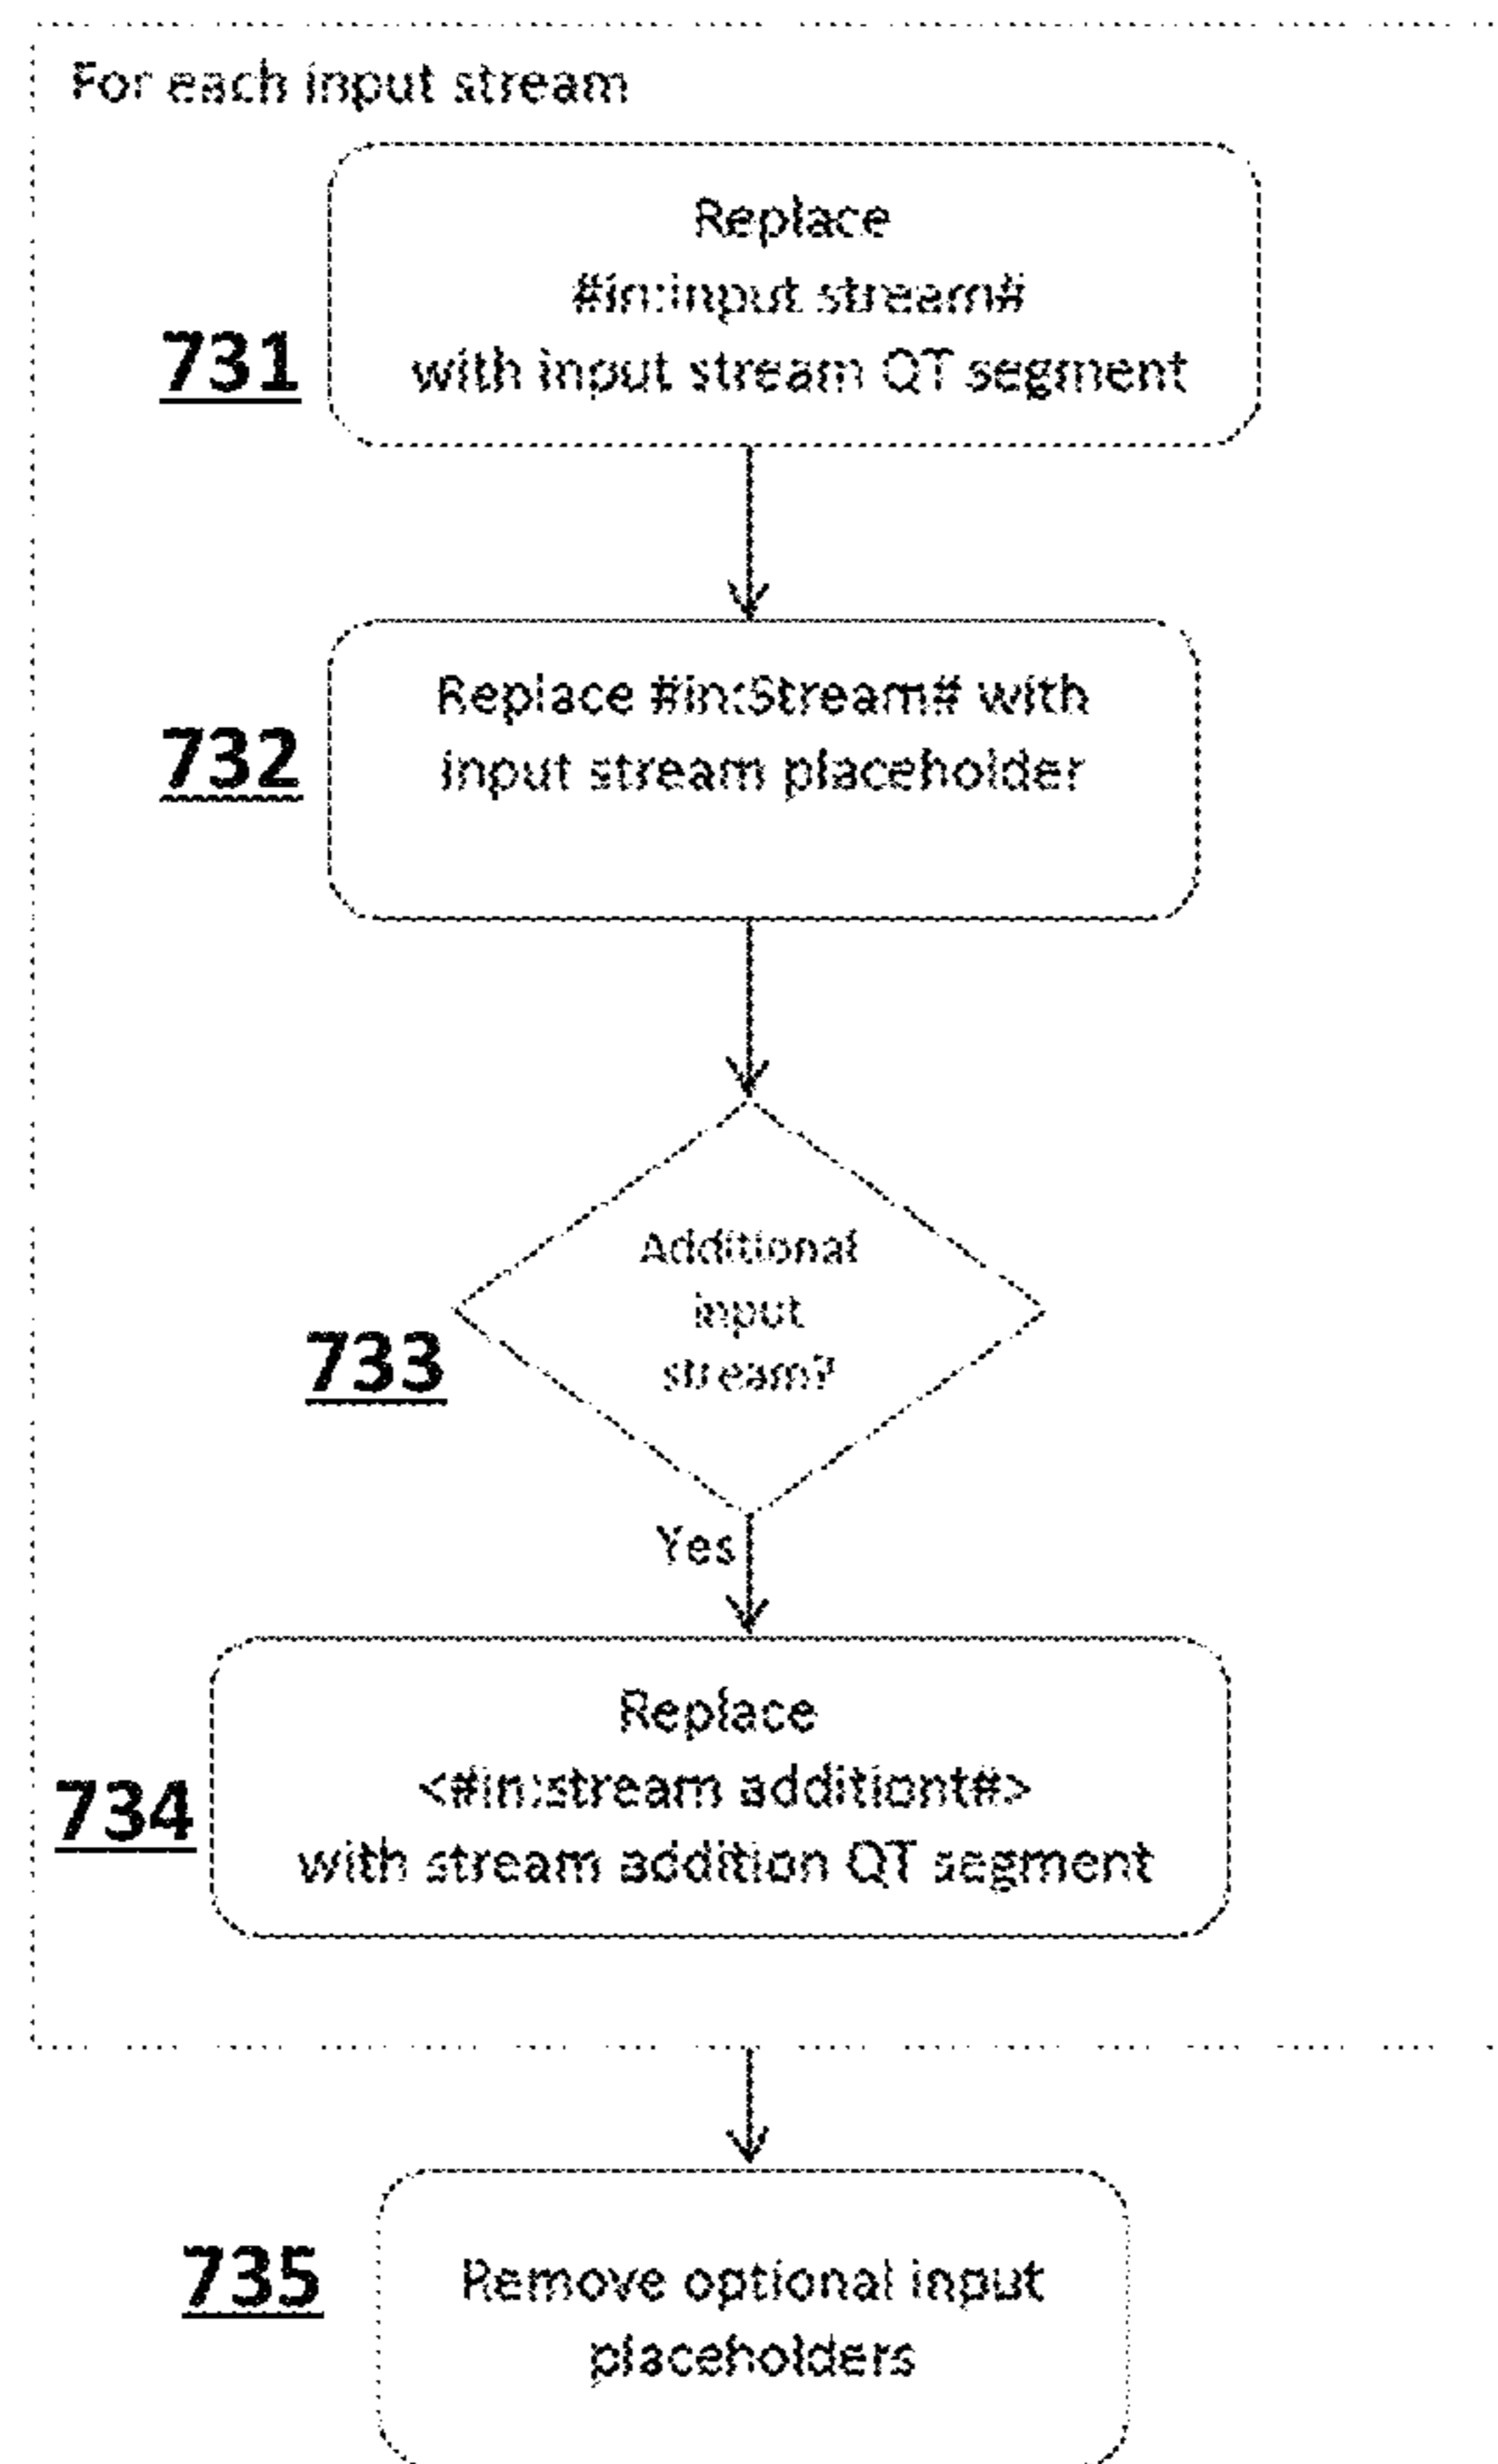 For each input stream
Replace
#in:input stream#
with input stream QT segment
731
Replace #in:Stream# with
input stream placeholder
732
Additional
input
stream?
733
Yes
Replace
<#in:stream additiont#>
with stream addition QT segment
734
Remove optional input
placeholders
735